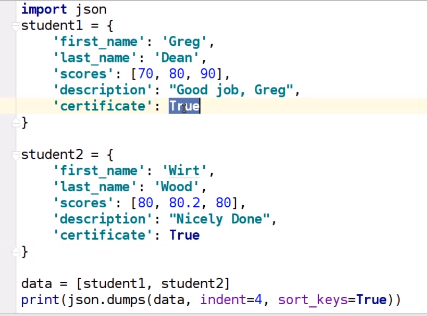 import json
student1 = {
    'first_name': 'Greg',
    'last_name': 'Dean',
    'scores': [70, 80, 90],
    'description': "Good job, Greg",
    'certificate': True
}
student2 = {
    'first_name': 'Wirt',
    'last_name': 'Wood',
    'scores': [80, 80.2, 80],
    'description': "Nicely Done",
    'certificate': True
}
data = [student1, student2]
print(json.dumps(data, indent=4, sort_keys=True))